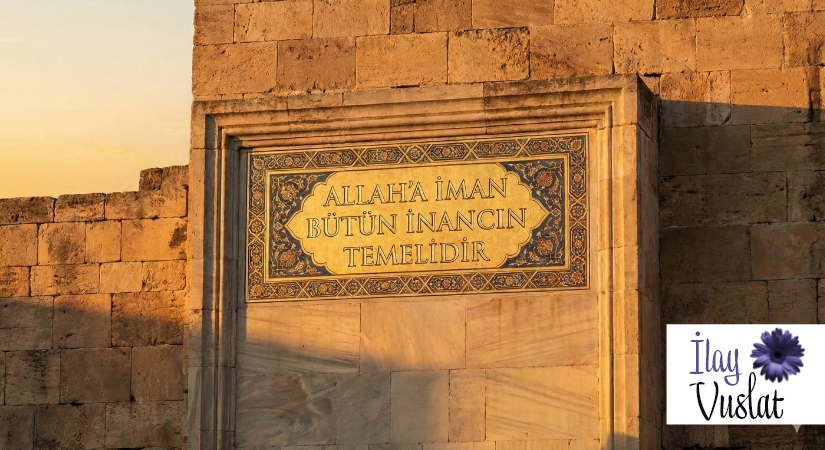 ALLAH'A İMAN
BÜTÜN İNANCIN
TEMELİDİR
İlay
Vuslat